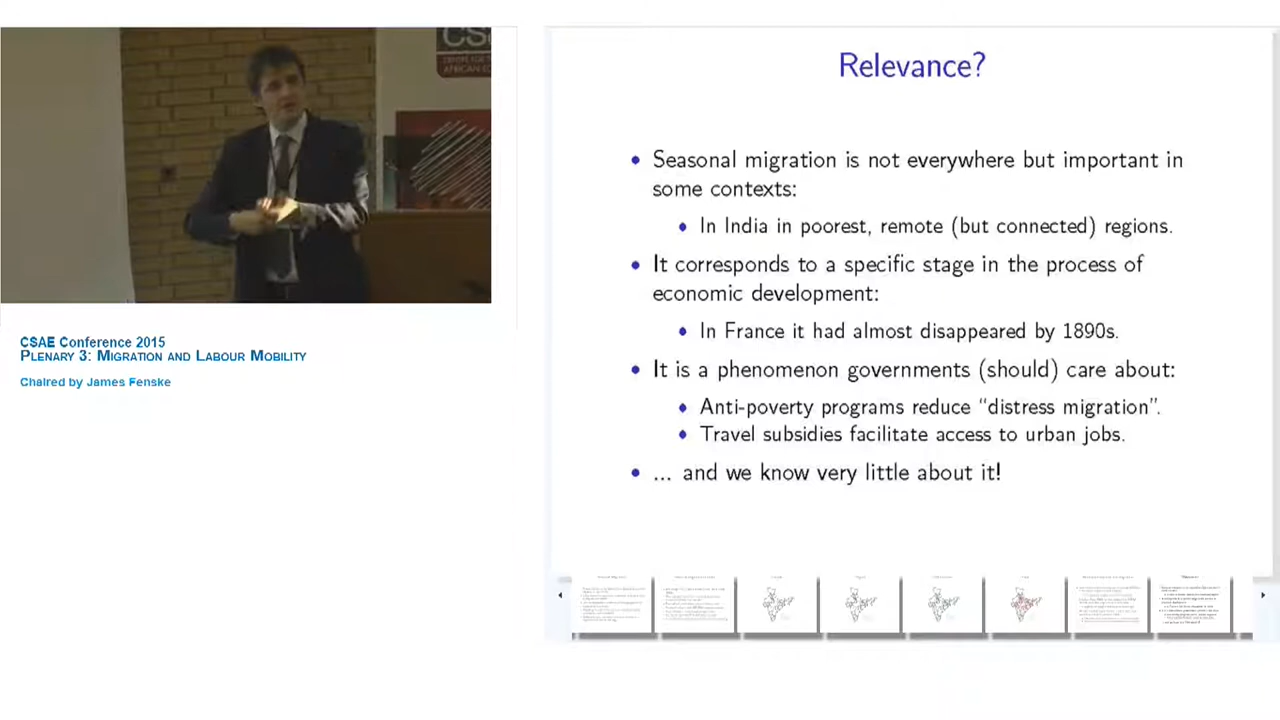 CSAE Conference 2015
PLENARY 3: MIGRATION AND LABOUR MOBILITY
Chaired by James Fenske
Relevance?
• Seasonal migration is not everywhere but important in
some contexts:
• In India in poorest, remote (but connected) regions.
• It corresponds to a specific stage in the process of
economic development:
• In France it had almost disappeared by 1890s.
• It is a phenomenon governments (should) care about:
• Anti-poverty programs reduce “distress migration”.
• Travel subsidies facilitate access to urban jobs.
• ... and we know very little about it!